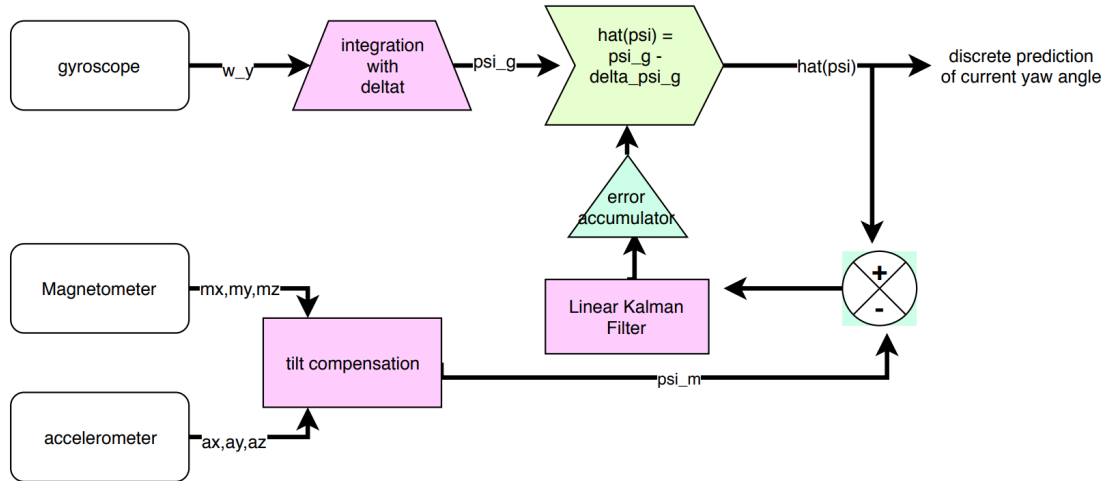 gyroscope
w_y
integration
with
deltat
psi_g
hat(psi) =
psi_g -
delta_psi_g
hat(psi)
discrete prediction
of current yaw angle
error
accumulator
Magnetometer
mx,my,mz
tilt compensation
Linear Kalman
Filter
+
-
psi_m
accelerometer
ax,ay,az